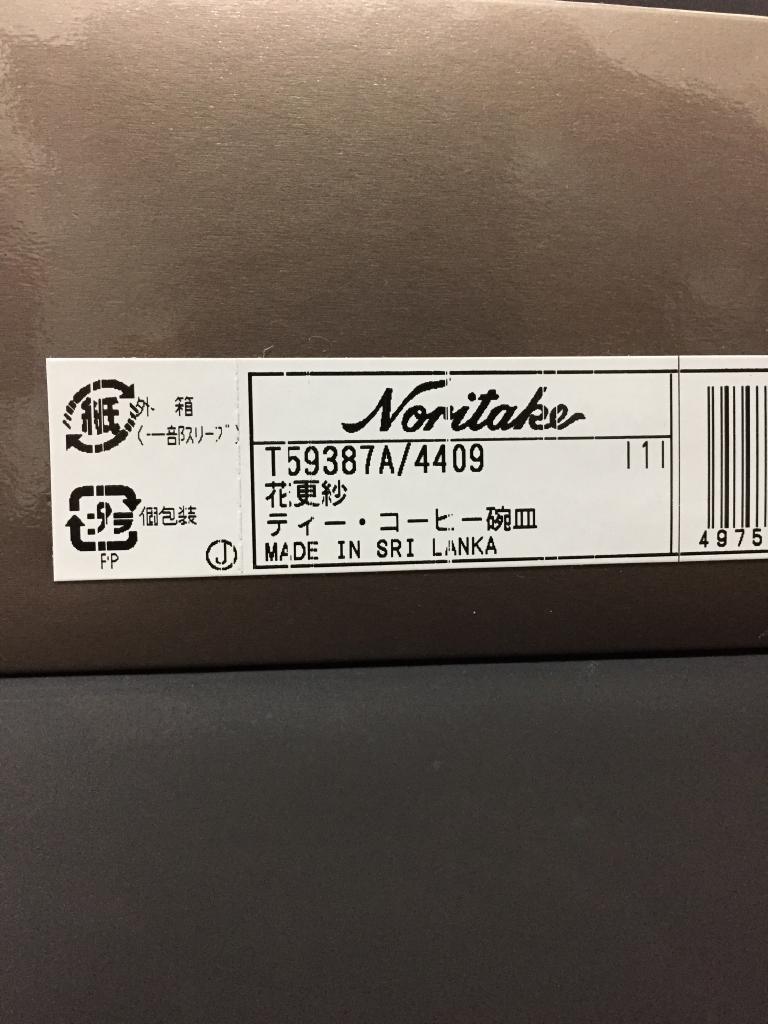 紙
外 箱
(一部スリーブ)
プラ
個包装
PP
J
Noritake
T59387A/4409
|1|
花更紗
ティー・コーヒー碗皿
MADE IN SRI LANKA
4975